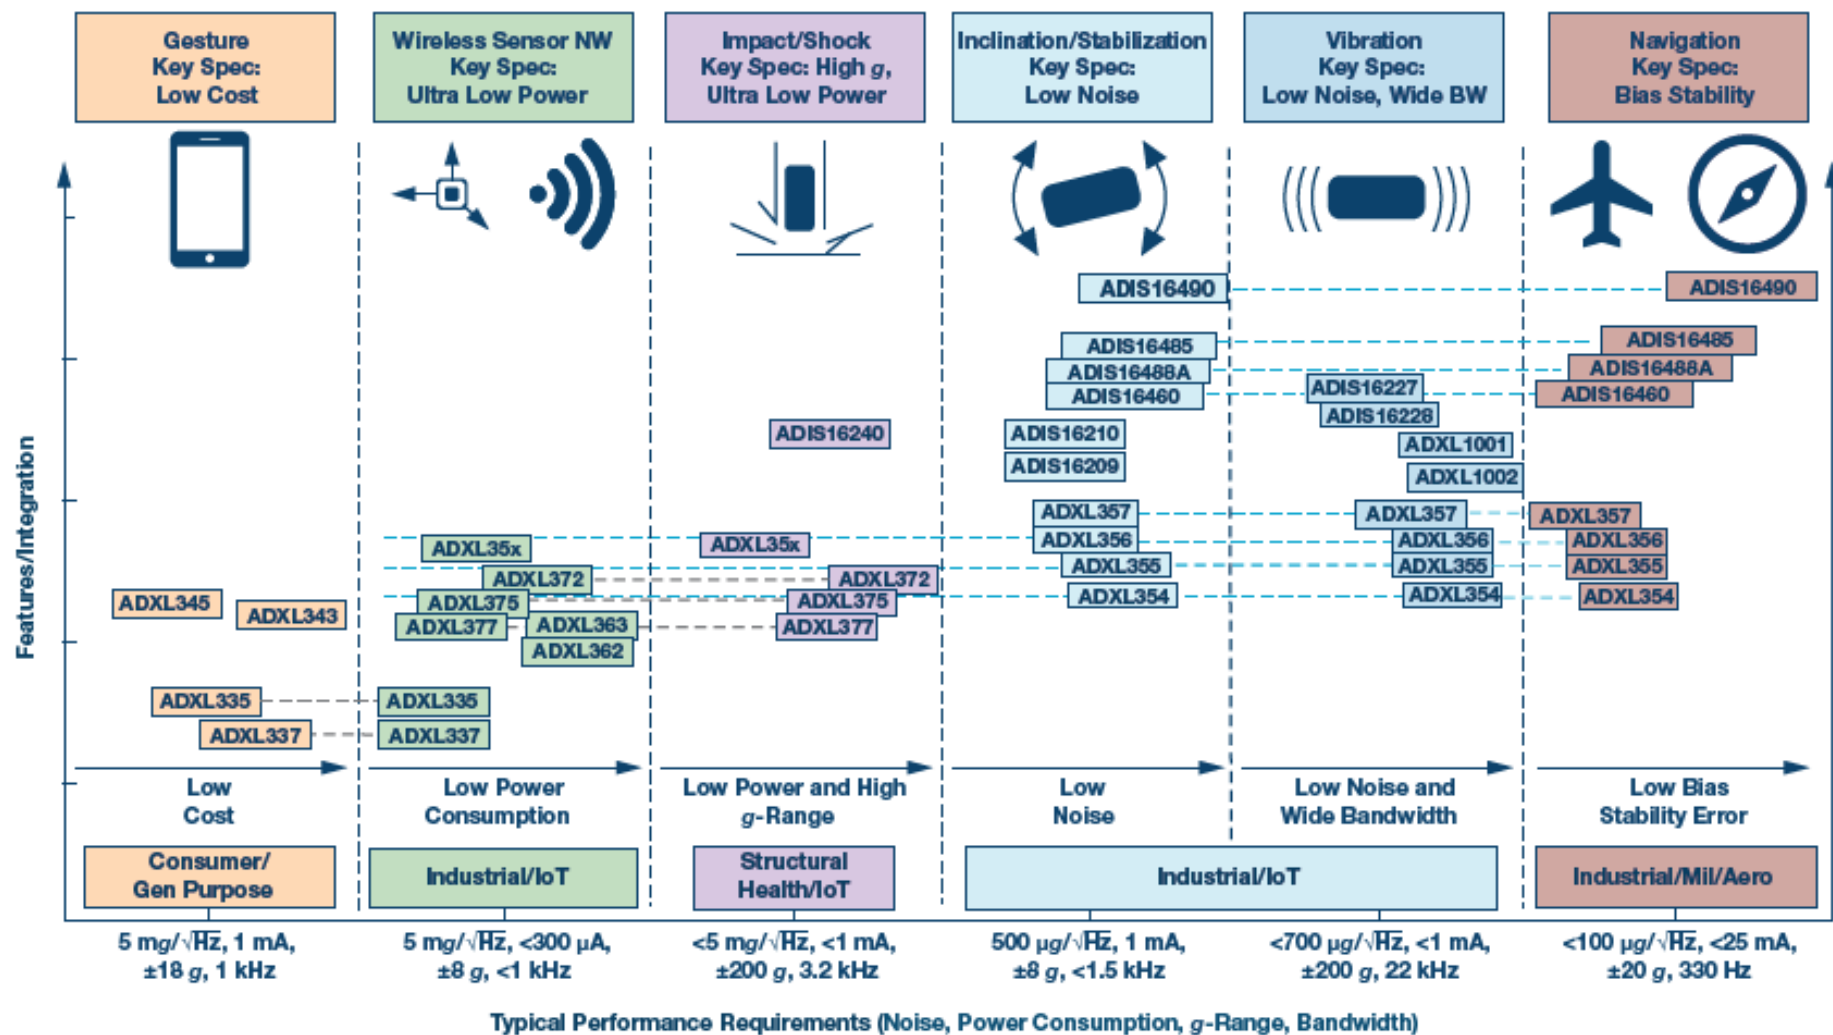 Gesture
Key Spec:
Low Cost
Wireless Sensor NW
Key Spec:
Ultra Low Power
Impact/Shock
Key Spec: High g,
Ultra Low Power
Inclination/Stabilization
Key Spec:
Low Noise
Vibration
Key Spec:
Low Noise, Wide BW
Navigation
Key Spec:
Bias Stability
Features/Integration
ADXL345
ADXL343
ADXL335
ADXL337
ADXL35x
ADXL372
ADXL375
ADXL377
ADXL363
ADXL362
ADXL335
ADXL337
ADIS16240
ADXL35x
ADXL372
ADXL375
ADXL377
ADIS16490
ADIS16485
ADIS16488A
ADIS16460
ADIS16210
ADIS16209
ADXL357
ADXL356
ADXL355
ADXL354
ADIS16227
ADIS16228
ADXL1001
ADXL1002
ADXL357
ADXL356
ADXL355
ADXL354
ADIS16490
ADIS16485
ADIS16488A
ADIS16460
ADXL357
ADXL356
ADXL355
ADXL354
Low
Cost
Low Power
Consumption
Low Power and High
g-Range
Low
Noise
Low Noise and
Wide Bandwidth
Low Bias
Stability Error
Consumer/
Gen Purpose
Industrial/IoT
Structural
Health/IoT
Industrial/IoT
Industrial/Mil/Aero
5 mg/√Hz, 1 mA,
±18 g, 1 kHz
5 mg/√Hz, <300 µA,
±8 g, <1 kHz
<5 mg/√Hz, <1 mA,
±200 g, 3.2 kHz
500 µg/√Hz, 1 mA,
±8 g, <1.5 kHz
<700 µg/√Hz, <1 mA,
±200 g, 22 kHz
<100 µg/√Hz, <25 mA,
±20 g, 330 Hz
Typical Performance Requirements (Noise, Power Consumption, g-Range, Bandwidth)